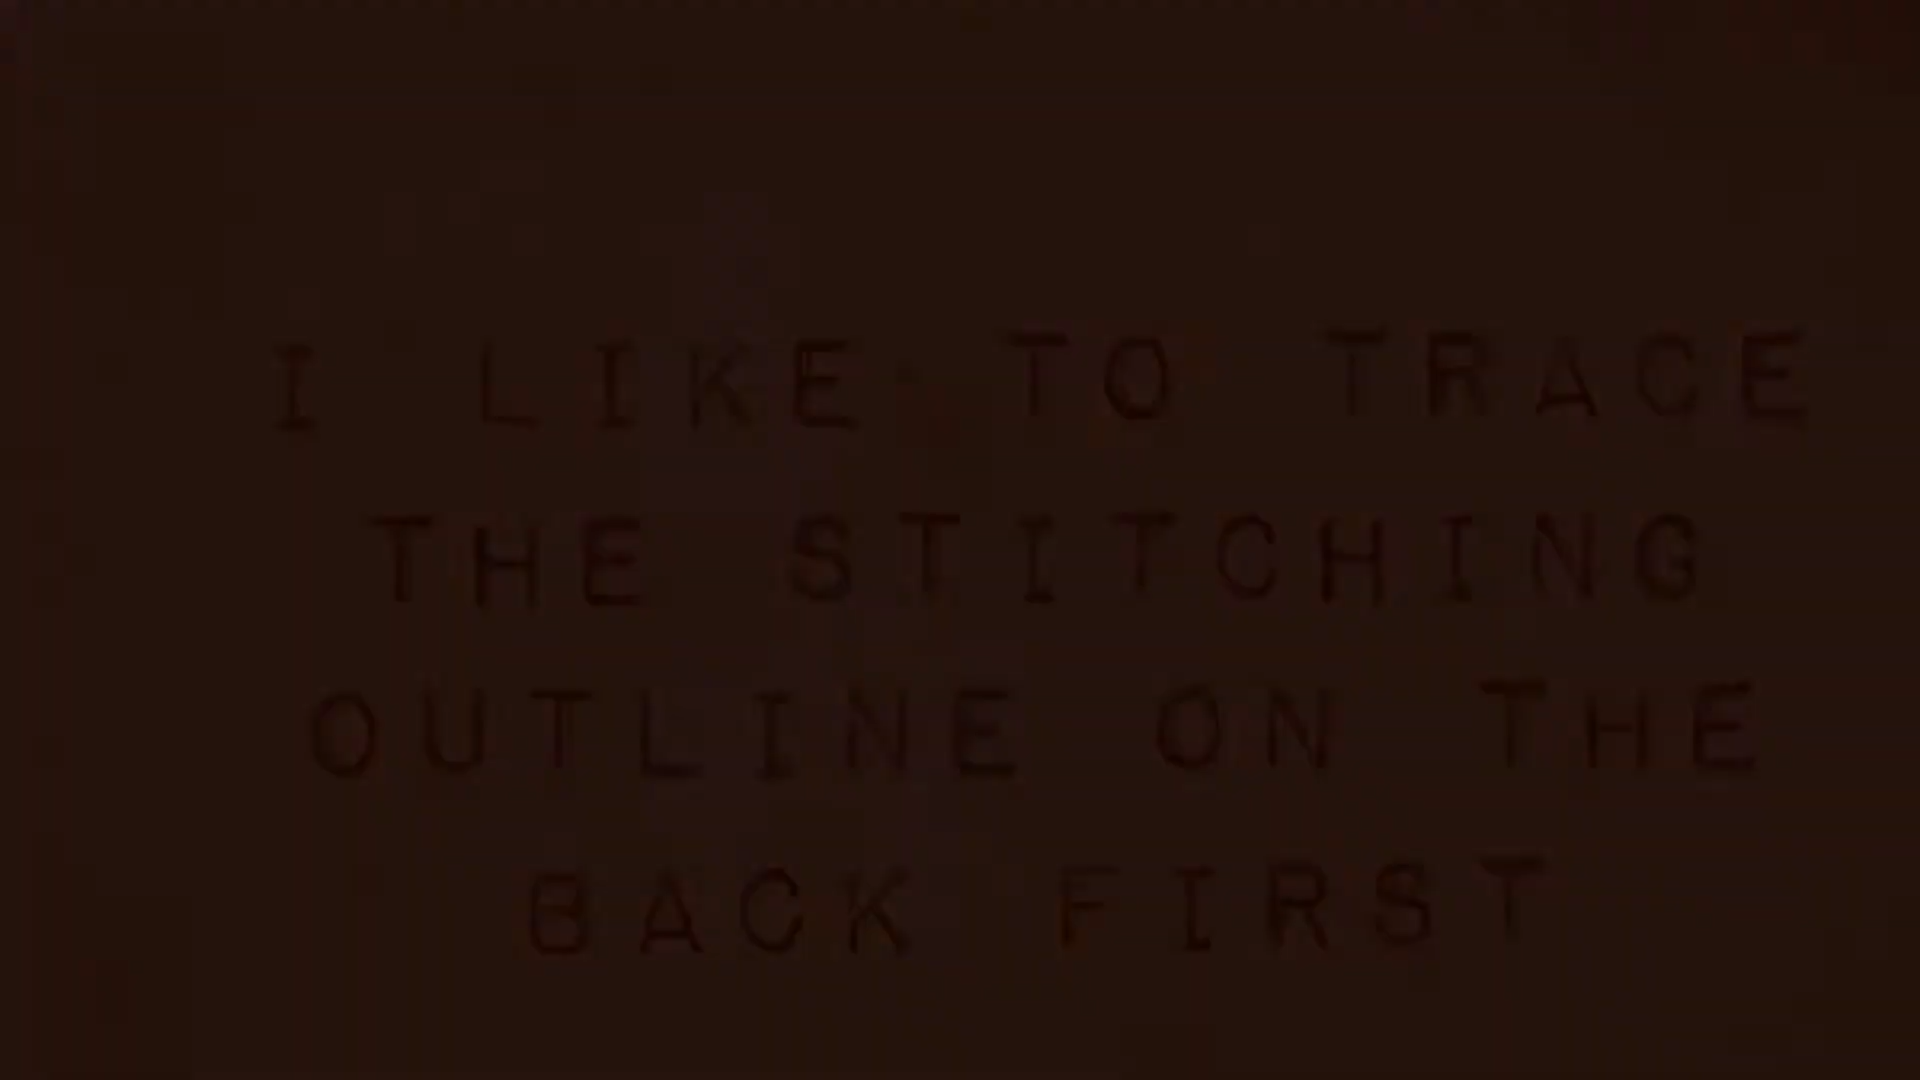 I LIKE TO TRACE
THE STITCHING
OUTLINE ON THE
BACK FIRST